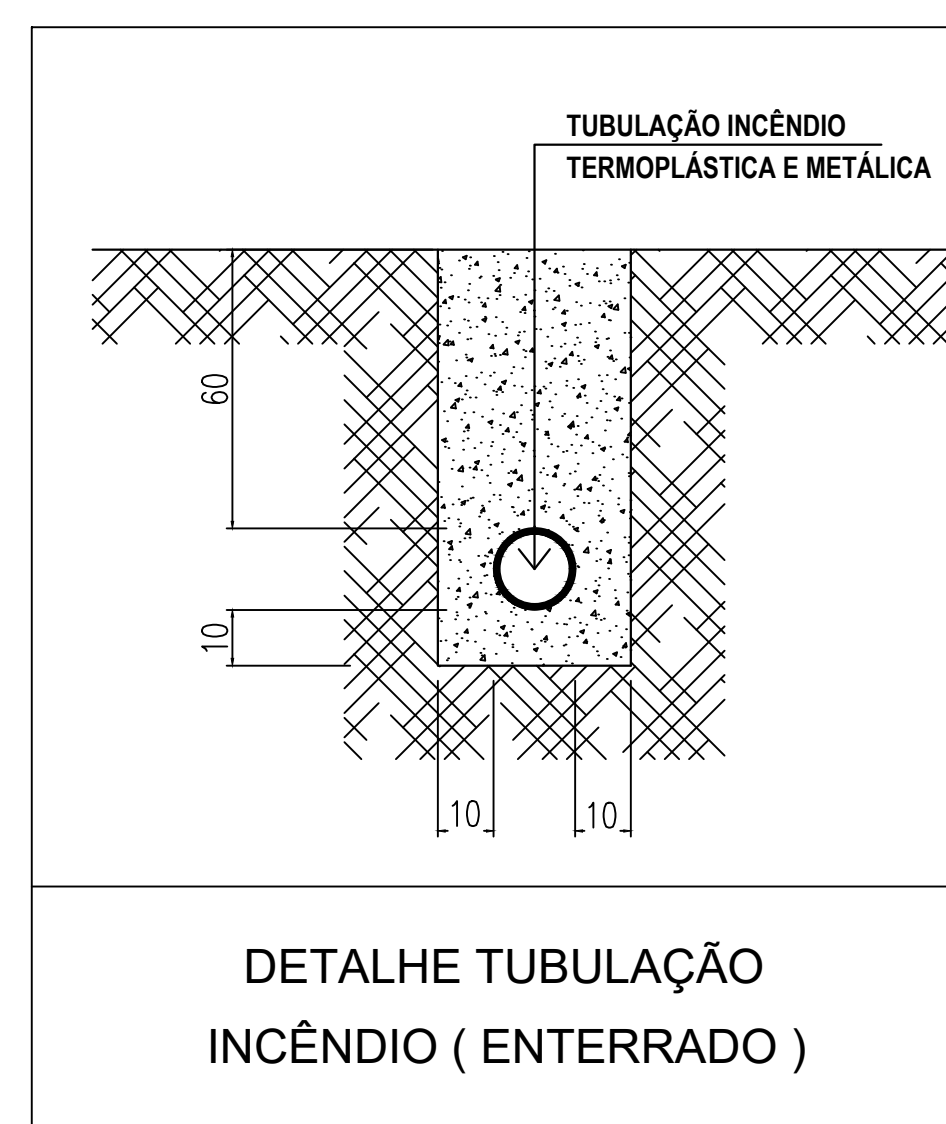 TUBULAÇÃO INCÊNDIO
TERMOPLÁSTICA E METÁLICA
60
10
10
10
DETALHE TUBULAÇÃO
INCÊNDIO ( ENTERRADO )